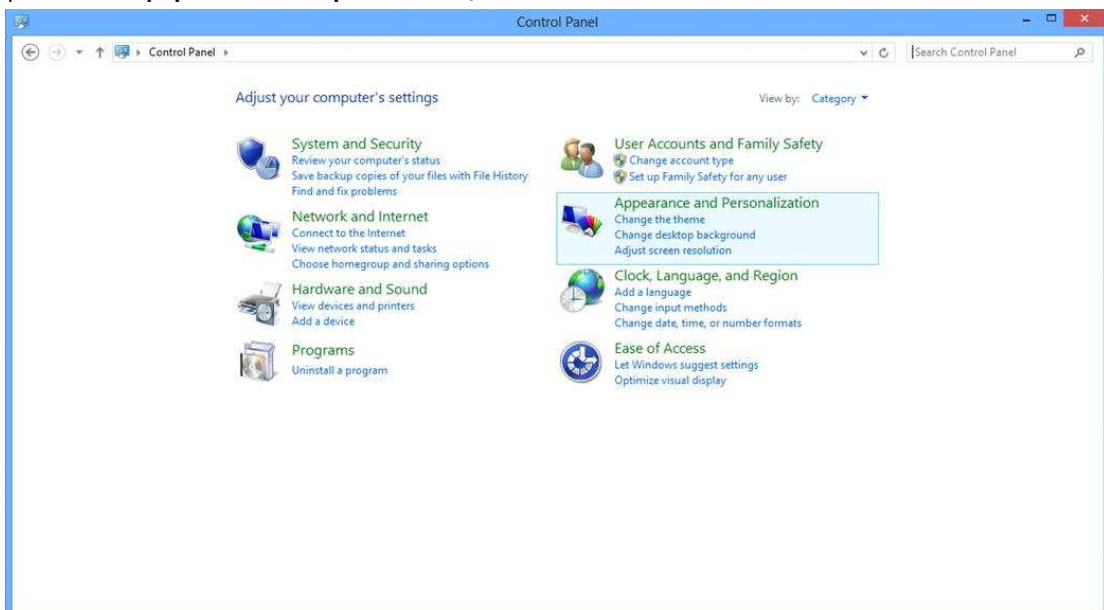 Control Panel
Control Panel
Search Control Panel
Adjust your computer's settings
View by: Category
System and Security
Review your computer's status
Save backup copies of your files with File History
Find and fix problems
Network and Internet
Connect to the Internet
View network status and tasks
Choose homegroup and sharing options
Hardware and Sound
View devices and printers
Add a device
Programs
Uninstall a program
User Accounts and Family Safety
Change account type
Set up Family Safety for any user
Appearance and Personalization
Change the theme
Change desktop background
Adjust screen resolution
Clock, Language, and Region
Add a language
Change input methods
Change date, time, or number formats
Ease of Access
Let Windows suggest settings
Optimize visual display